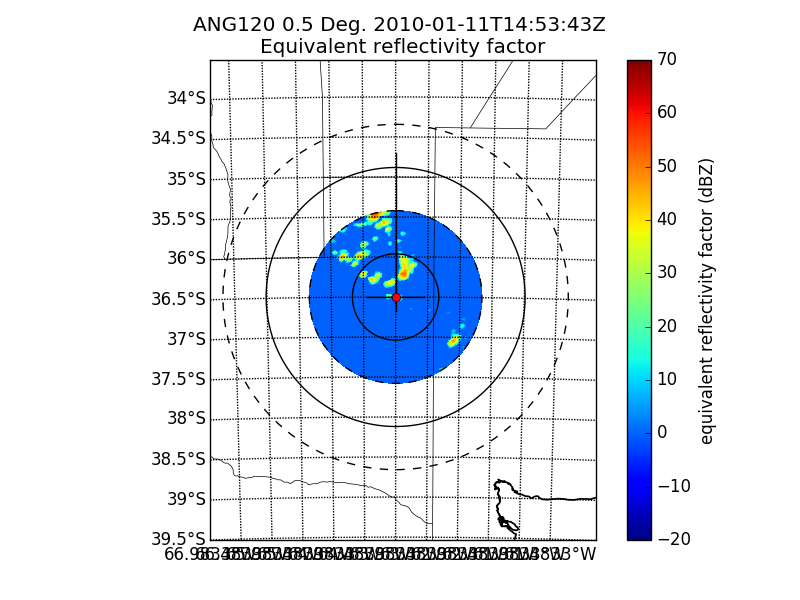 ANG120 0.5 Deg. 2010-01-11T14:53:43Z
Equivalent reflectivity factor
34°S
34.5°S
35°S
35.5°S
36°S
36.5°S
37°S
37.5°S
38°S
38.5°S
39°S
39.5°S
70
60
50
40
30
20
10
0
−10
−20
equivalent reflectivity factor (dBZ)